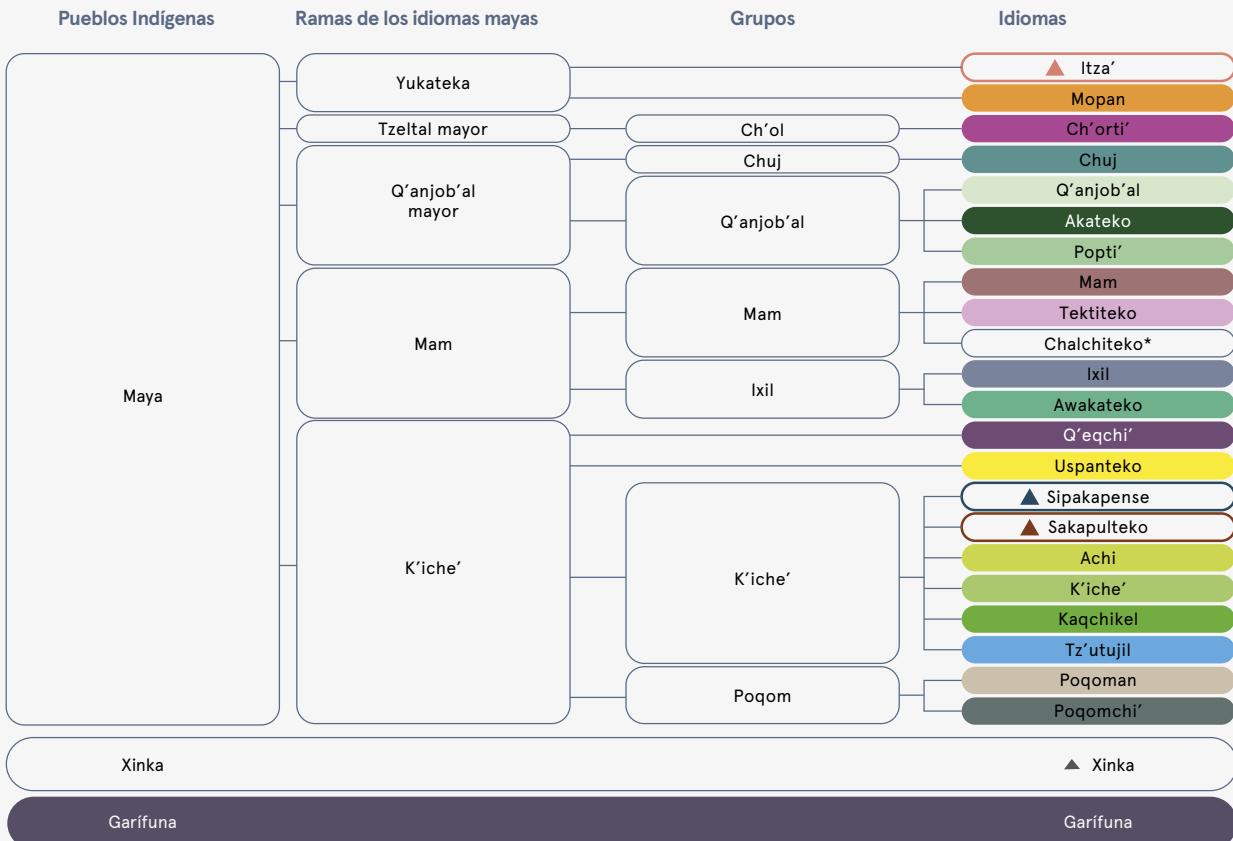 Pueblos Indígenas
Ramas de los idiomas mayas
Grupos
Idiomas
Maya
Yukateka
Itza’
Mopan
Tzeltal mayor
Ch’ol
Ch’orti’
Q’anjob’al
mayor
Chuj
Chuj
Q’anjob’al
Q’anjob’al
Akateko
Popti’
Mam
Mam
Mam
Tektiteko
Chalchiteko*
Ixil
Ixil
Awakateko
K’iche’
Q’eqchi’
Uspanteko
K’iche’
Sipakapense
Sakapulteko
Achi
K’iche’
Kaqchikel
Tz’utujil
Poqom
Poqoman
Poqomchi’
Xinka
Xinka
Garífuna
Garífuna